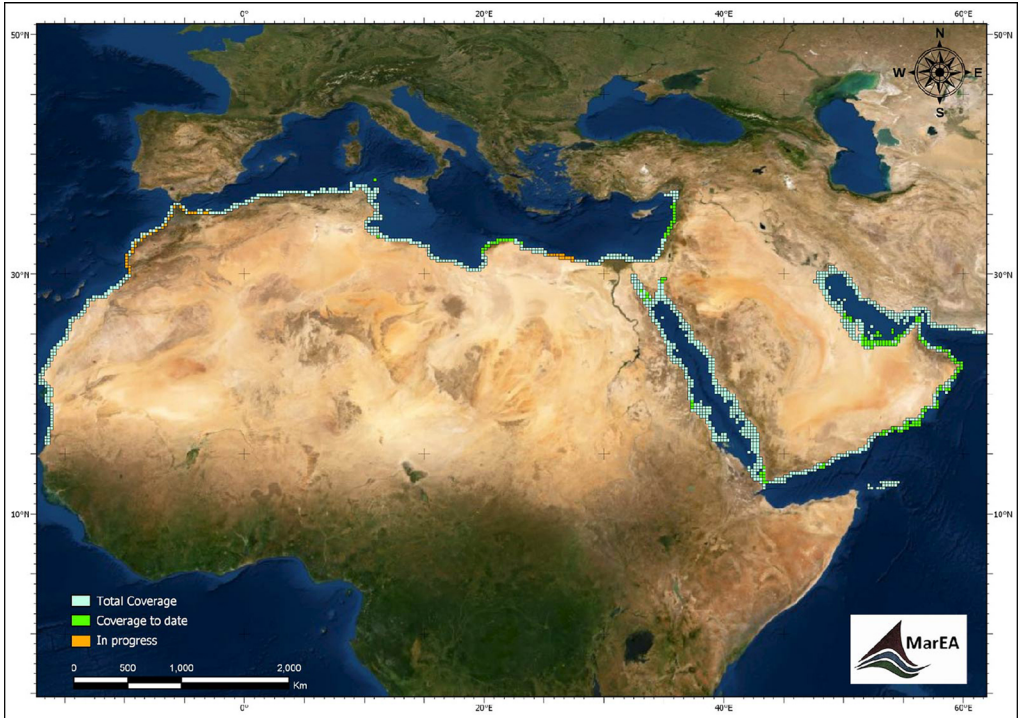 0° 20°E 40°E 60°E
50°N 50°N
N
W E
S
30°N 30°N
10°N 10°N
Total Coverage
Coverage to date
In progress
0 500 1,000 2,000
Km
MarEA
0° 20°E 40°E 60°E